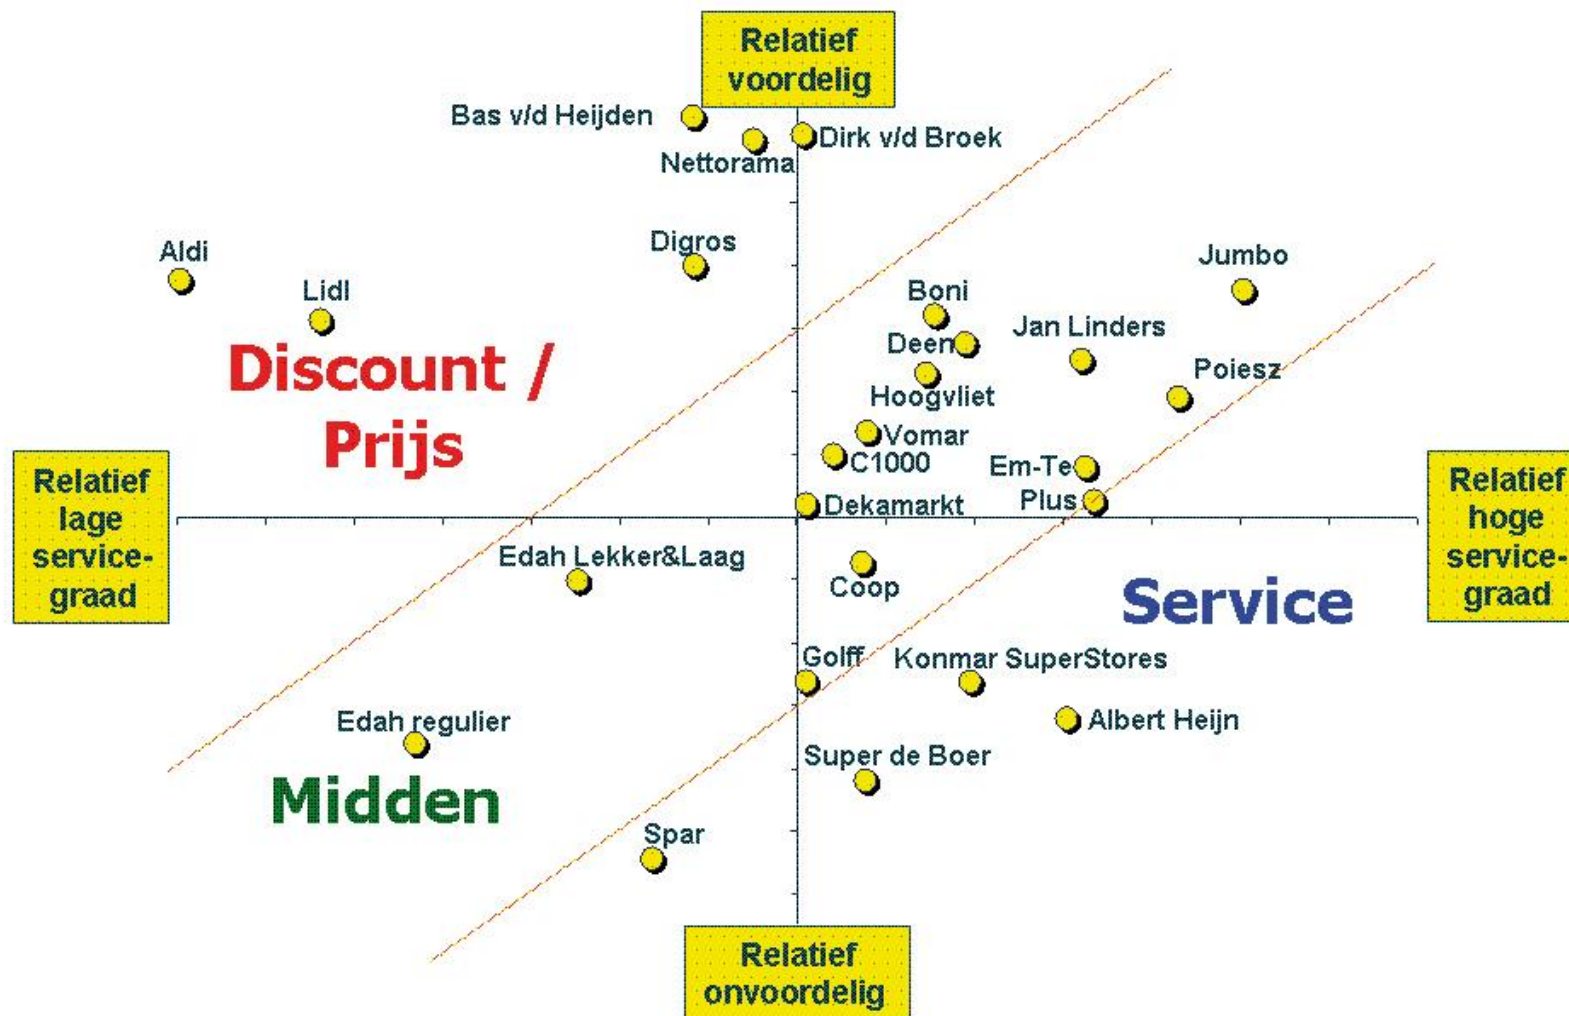 Relatief
voordelig
Bas v/d Heijden
Dirk v/d Broek
Nettorama
Digros
Aldi
Jumbo
Lidl
Boni
Jan Linders
Deen
Discount /
Prijs
Poiesz
Hoogvliet
Vomar
C1000
Em-Te
Plus
Dekamarkt
Relatief
lage
service-
graad
Relatief
hoge
service-
graad
Edah Lekker&Laag
Coop
Service
Golff
Konmar SuperStores
Edah regulier
Albert Heijn
Super de Boer
Midden
Spar
Relatief
onvoordelig